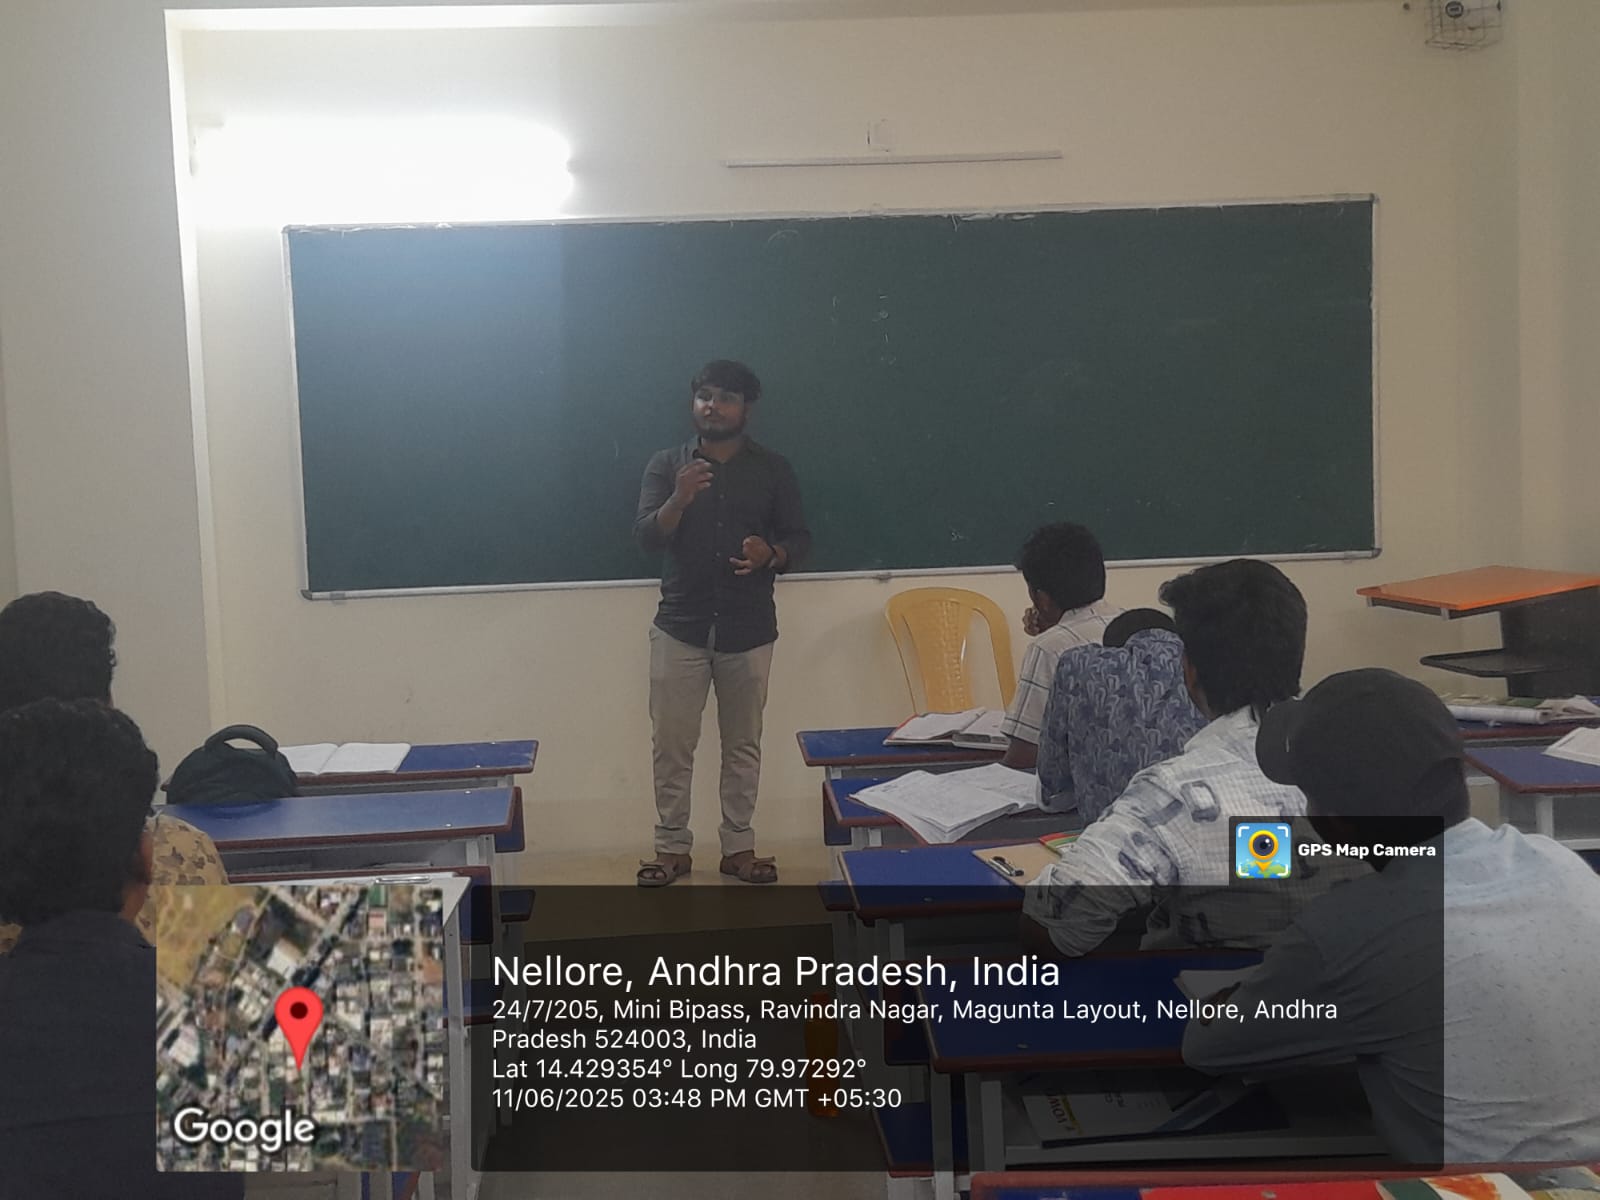 GPS Map Camera
Nellore, Andhra Pradesh, India
24/7/205, Mini Bipass, Ravindra Nagar, Magunta Layout, Nellore, Andhra
Pradesh 524003, India
Lat 14.429354° Long 79.97292°
11/06/2025 03:48 PM GMT +05:30
Google